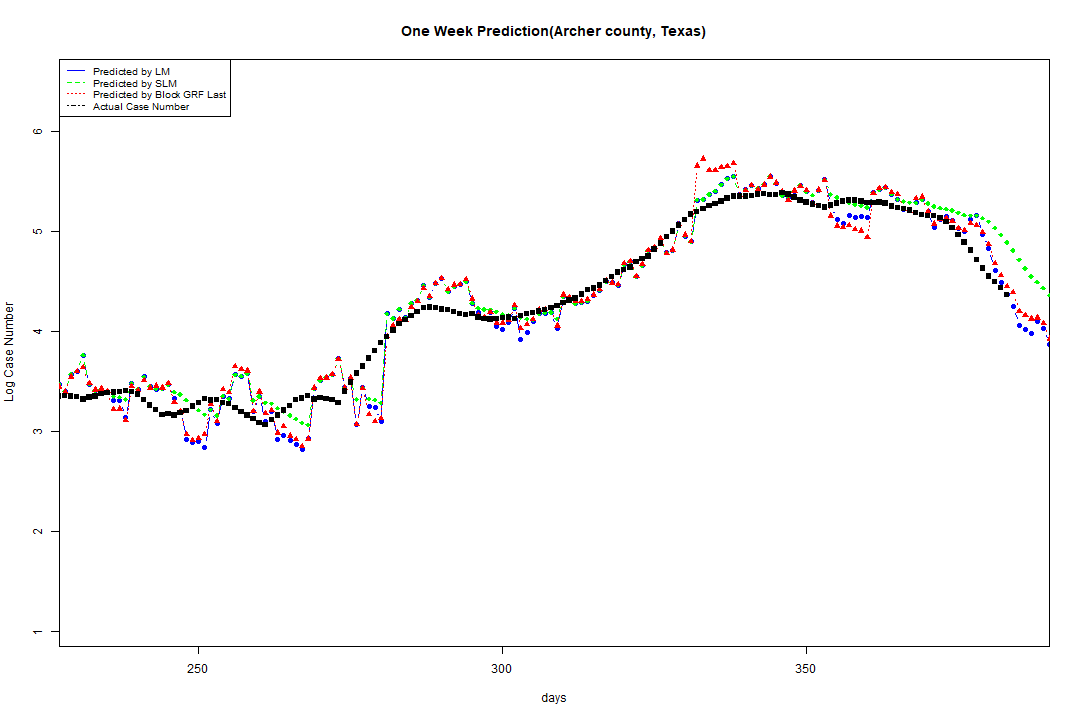 One Week Prediction(Archer county, Texas)
Predicted by LM
Predicted by SLM
Predicted by Block GRF Last
Actual Case Number
6
5
4
3
2
1
Log Case Number
250
300
350
days